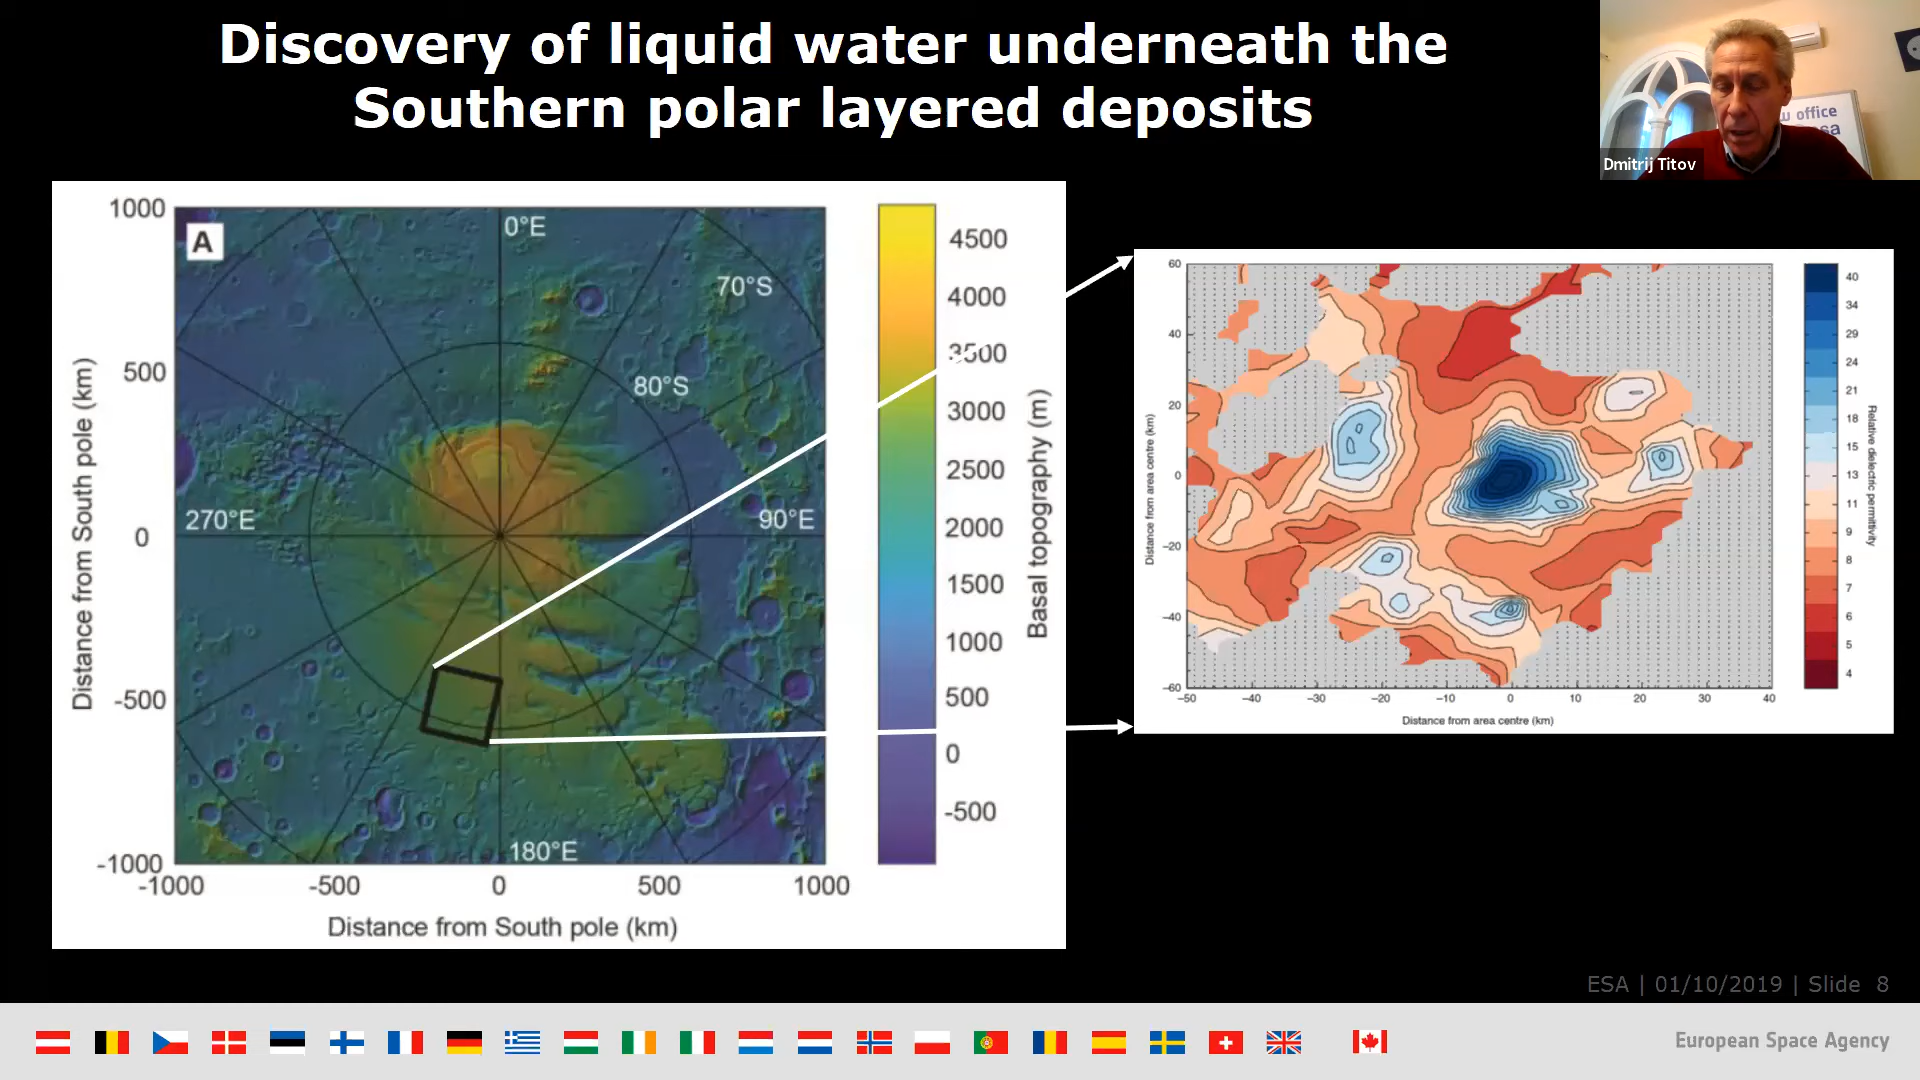 Discovery of liquid water underneath the
Southern polar layered deposits
Dmitrij Titov
office
A
0°E
70°S
80°S
270°E
90°E
180°E
1000
500
0
-500
-1000
-1000
-500
0
500
1000
Distance from South pole (km)
Distance from South pole (km)
4500
4000
3500
3000
2500
2000
1500
1000
500
0
-500
Basal topography (m)
60
40
20
0
-20
-40
-60
-50
-40
-30
-20
-10
0
10
20
30
40
Distance from area centre (km)
Distance from area centre (km)
40
34
29
24
21
18
15
13
11
9
8
7
6
5
4
Relative dielectric permittivity
ESA | 01/10/2019 | Slide 8
European Space Agency